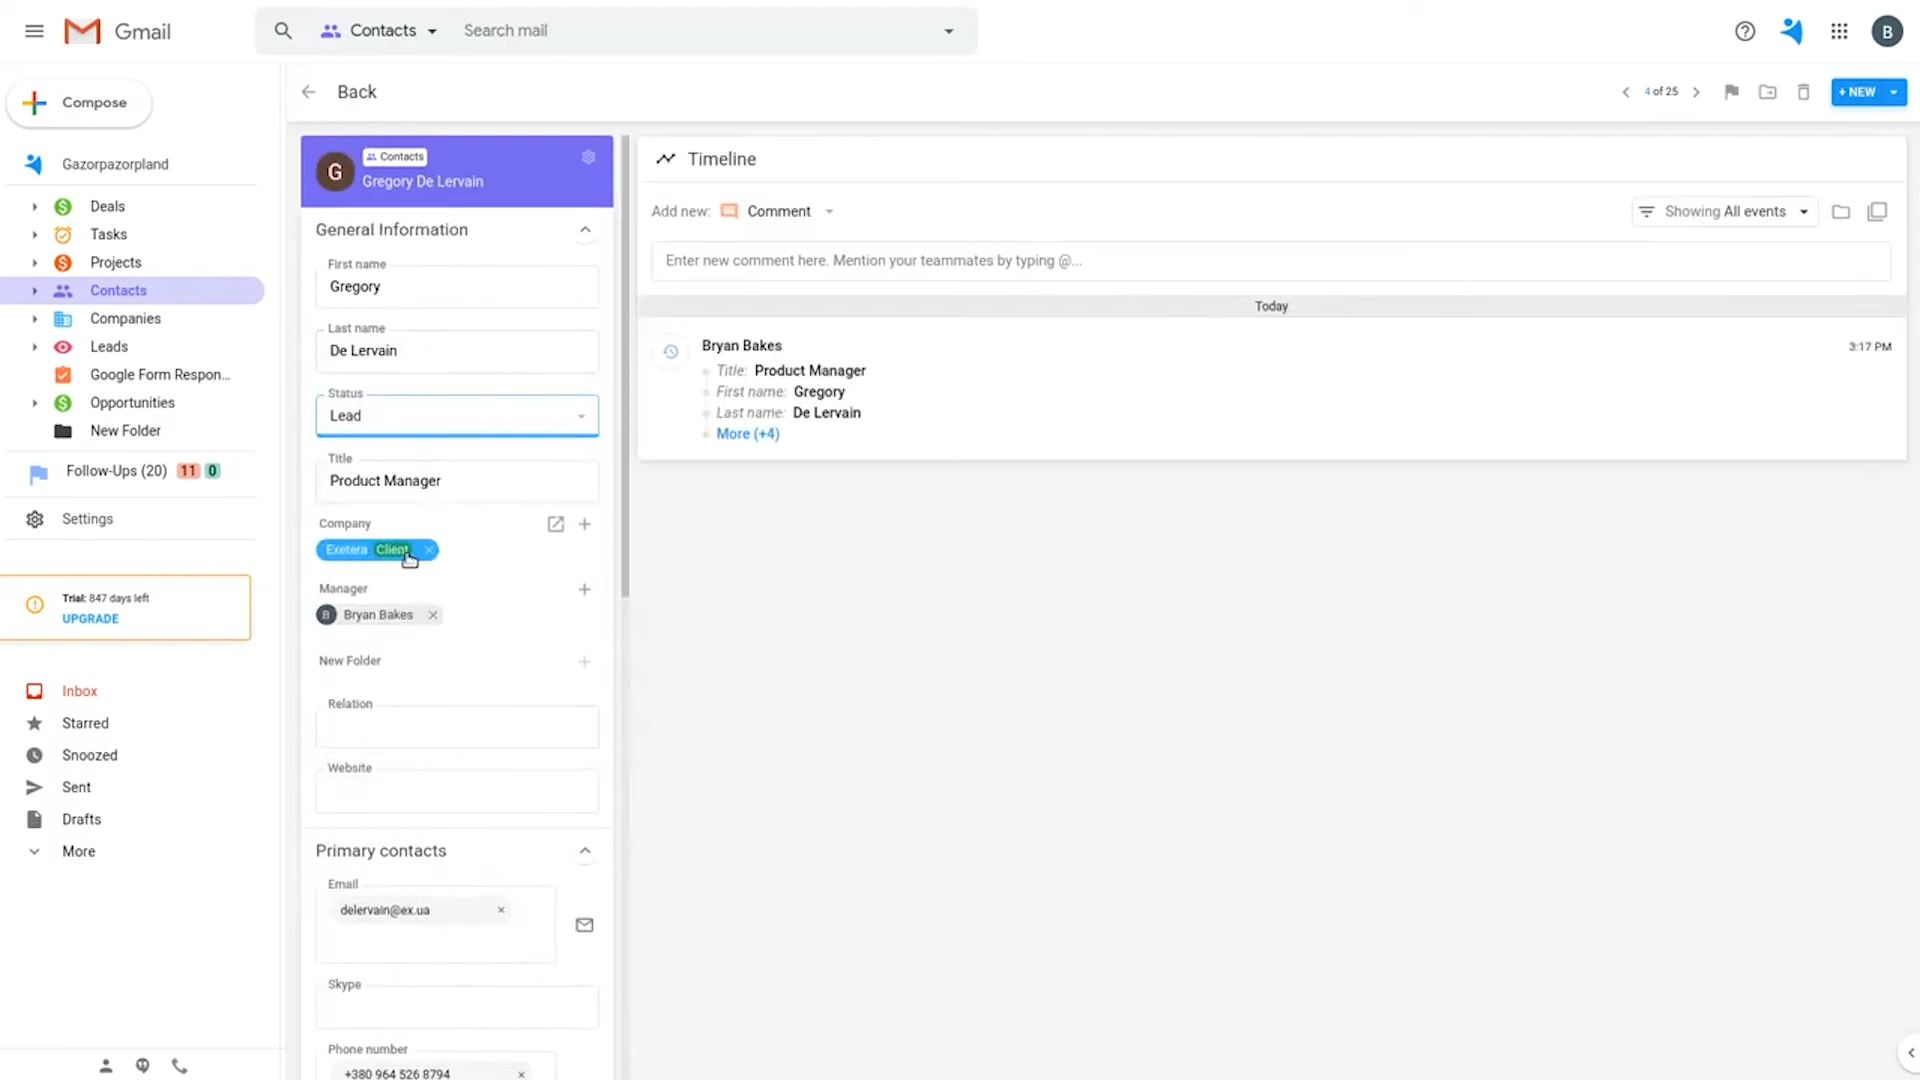 Gmail
Contacts
Search mail
B
Compose
Back
4 of 25
+ NEW
Gazorpazorpland
Deals
Tasks
Projects
Contacts
Companies
Leads
Google Form Respon...
Opportunities
New Folder
Follow-Ups (20) 11 0
Settings
Trial: 847 days left
UPGRADE
Inbox
Starred
Snoozed
Sent
Drafts
More
G
Contacts
Gregory De Lervain
General Information
First name
Gregory
Last name
De Lervain
Status
Lead
Title
Product Manager
Company
Exetera Client
Manager
B Bryan Bakes
New Folder
Relation
Website
Primary contacts
Email
delervain@ex.ua
Skype
Phone number
+380 964 526 8794
Timeline
Add new: Comment
Showing All events
Enter new comment here. Mention your teammates by typing @...
Today
Bryan Bakes
3:17 PM
Title: Product Manager
First name: Gregory
Last name: De Lervain
More (+4)